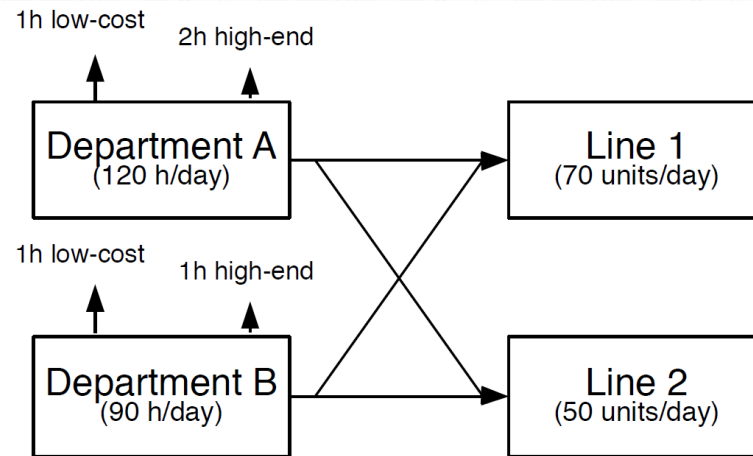 1h low-cost
2h high-end
Department A
(120 h/day)
Line 1
(70 units/day)
1h low-cost
1h high-end
Department B
(90 h/day)
Line 2
(50 units/day)